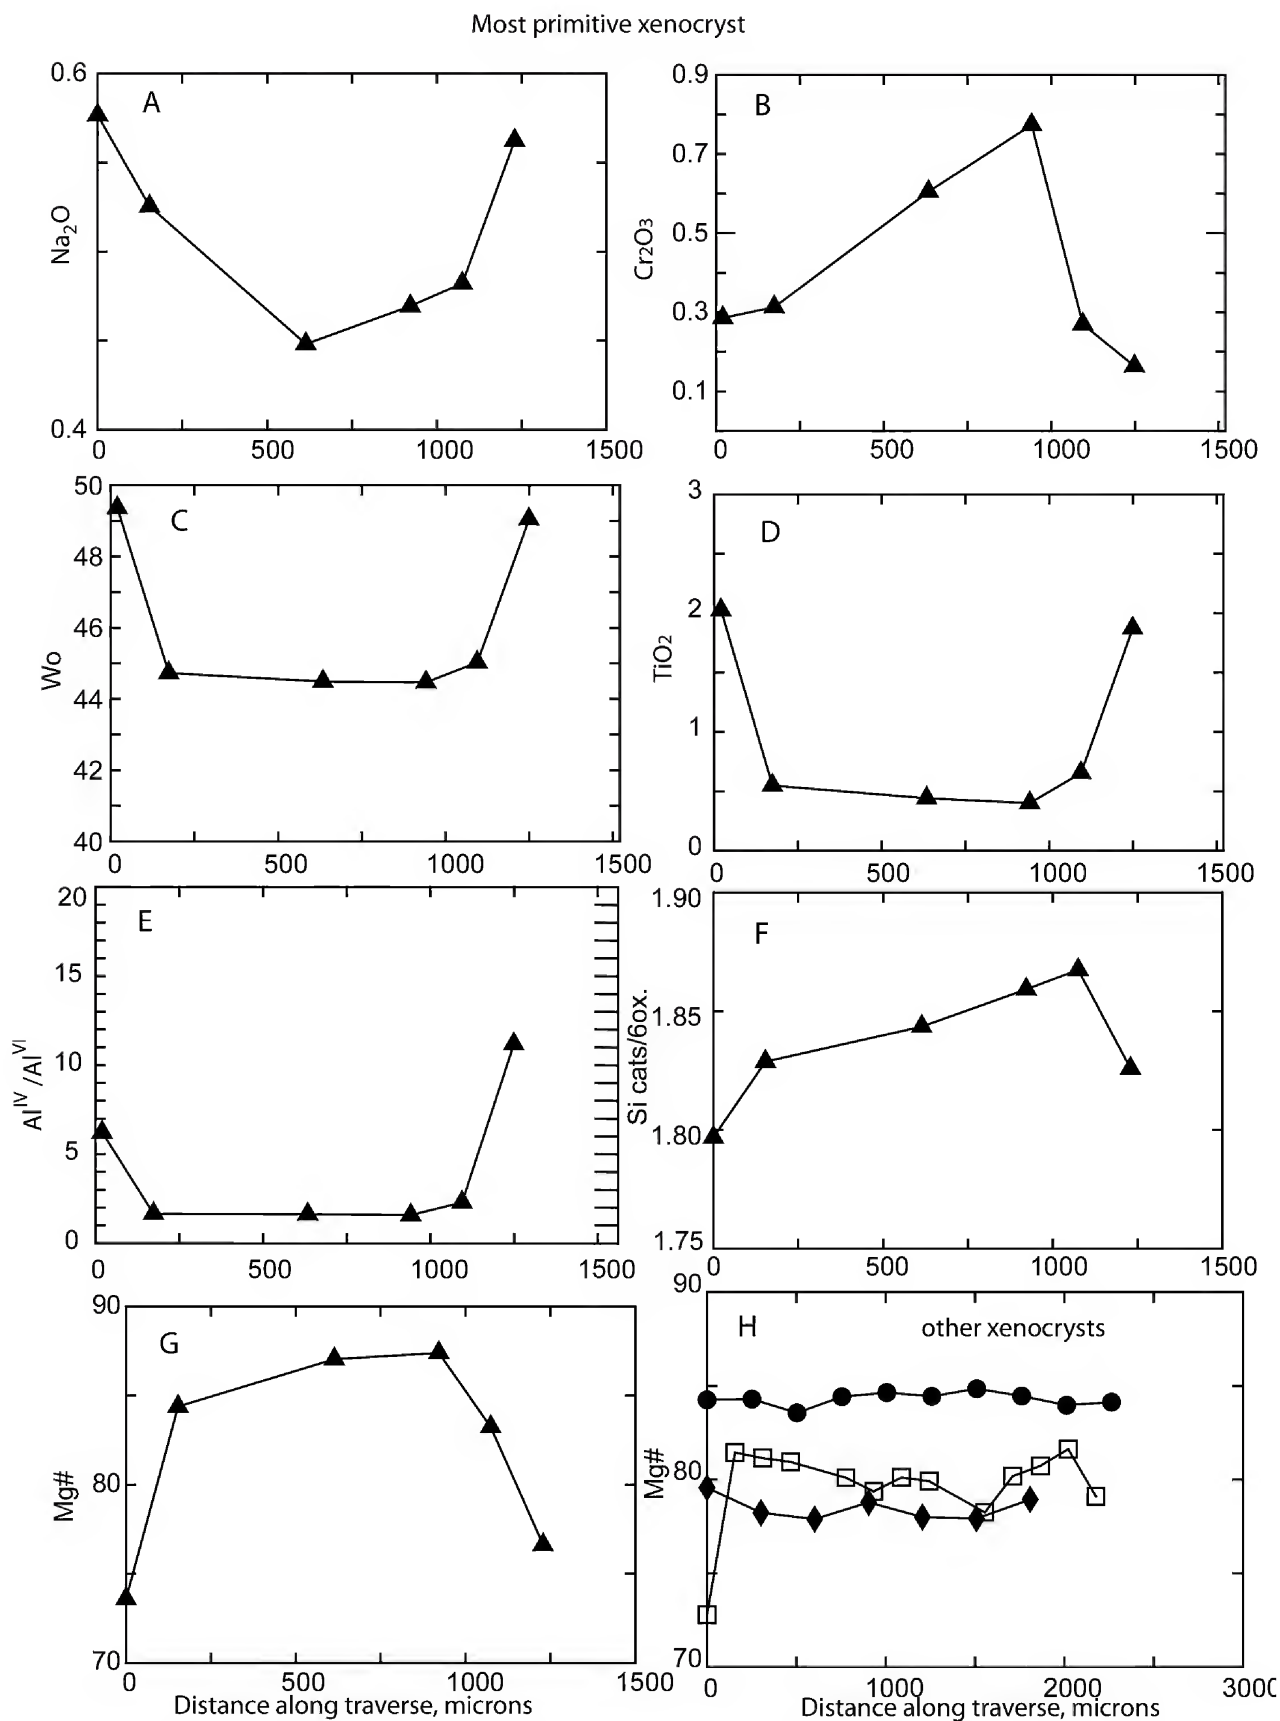 Most primitive xenocryst
A
0.6
Na2O
0.4
0 500 1000 1500
B
0.9
0.7
0.5
0.3
0.1
Cr2O3
0 500 1000 1500
C
50
48
46
44
42
40
Wo
0 500 1000 1500
D
3
2
1
0
TiO2
0 500 1000 1500
E
20
15
10
5
0
Al^IV /Al^VI
0 500 1000 1500
F
1.90
1.85
1.80
1.75
Si cats/6ox.
0 500 1000 1500
G
90
80
70
Mg#
0 500 1000 1500
Distance along traverse, microns
H other xenocrysts
90
80
70
Mg#
0 1000 2000 3000
Distance along traverse, microns